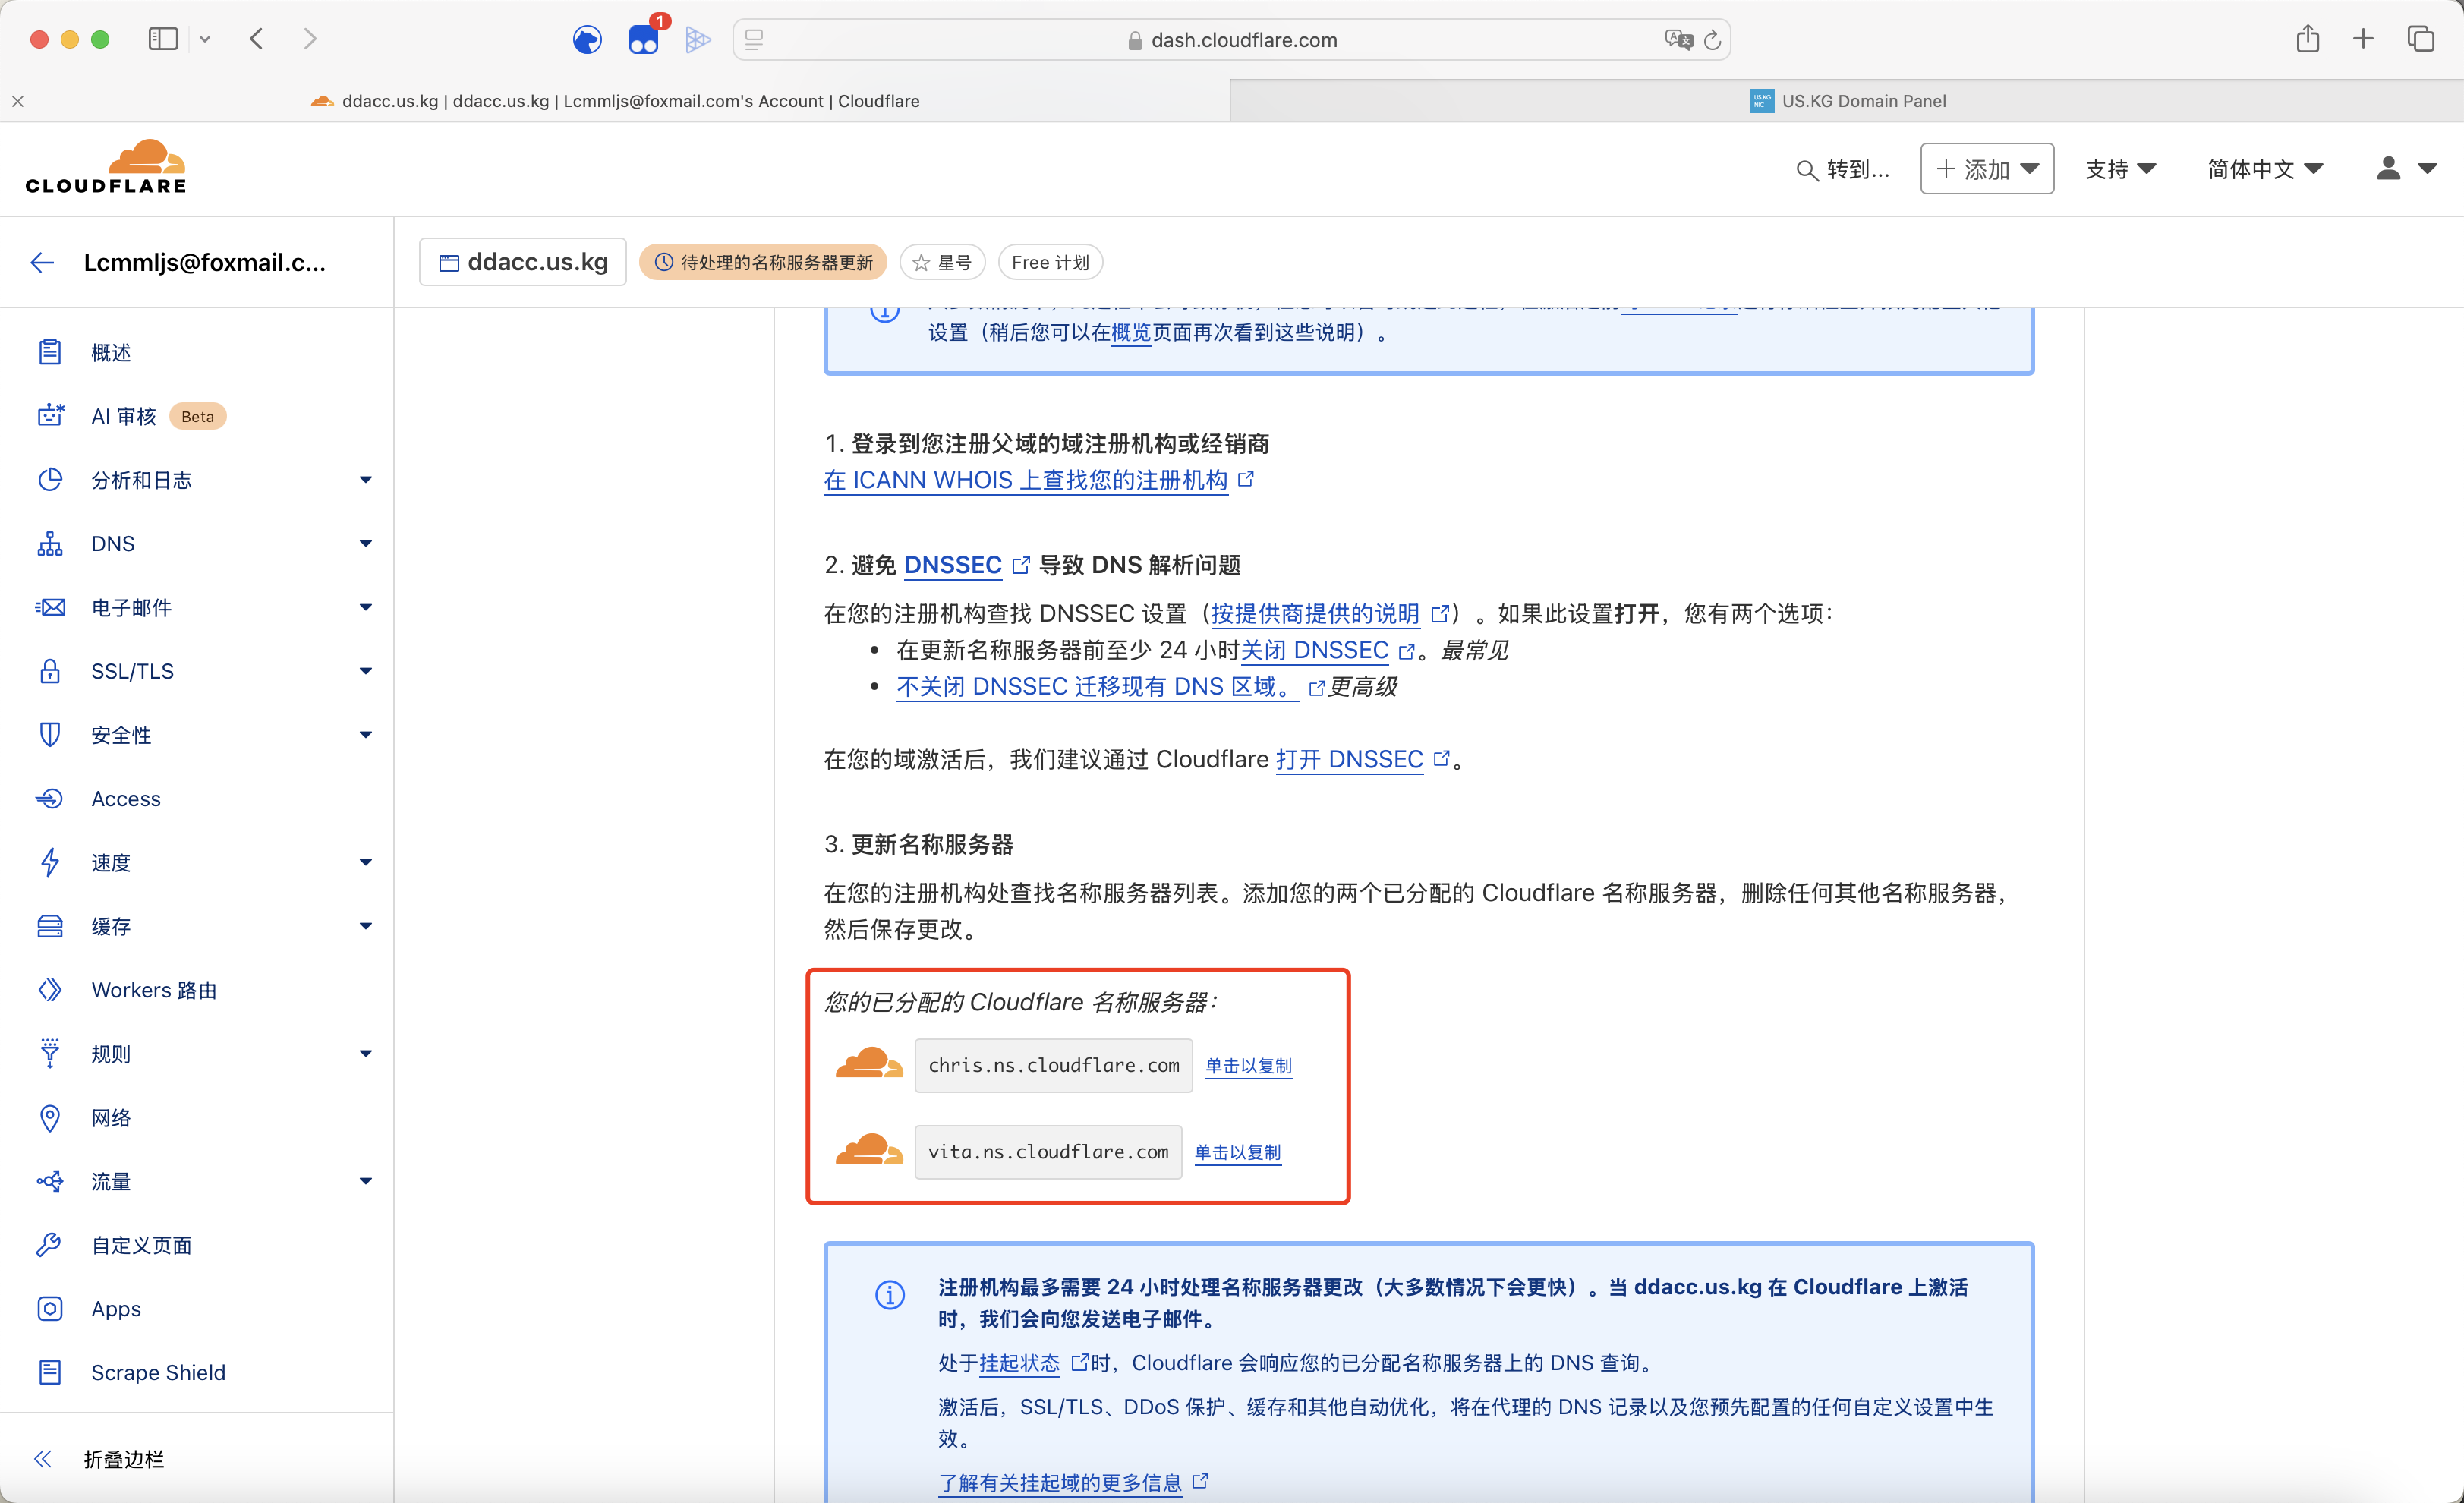 1
dash.cloudflare.com
ddacc.us.kg | ddacc.us.kg | Lcmmljs@foxmail.com's Account | Cloudflare
US.KG Domain Panel
CLOUDFLARE
转到...
添加
支持
简体中文
Lcmmljs@foxmail.c...
ddacc.us.kg
待处理的名称服务器更新
星号
Free 计划
概述
AI 审核 Beta
分析和日志
DNS
电子邮件
SSL/TLS
安全性
Access
速度
缓存
Workers 路由
规则
网络
流量
自定义页面
Apps
Scrape Shield
折叠边栏
设置（稍后您可以在概览页面再次看到这些说明）。
1. 登录到您注册父域的域注册机构或经销商
在 ICANN WHOIS 上查找您的注册机构
2. 避免 DNSSEC 导致 DNS 解析问题
在您的注册机构查找 DNSSEC 设置（按提供商提供的说明）。如果此设置打开，您有两个选项：
• 在更新名称服务器前至少 24 小时关闭 DNSSEC。最常见
• 不关闭 DNSSEC 迁移现有 DNS 区域。更高级
在您的域激活后，我们建议通过 Cloudflare 打开 DNSSEC。
3. 更新名称服务器
在您的注册机构处查找名称服务器列表。添加您的两个已分配的 Cloudflare 名称服务器，删除任何其他名称服务器，
然后保存更改。
您的已分配的 Cloudflare 名称服务器：
chris.ns.cloudflare.com 单击以复制
vita.ns.cloudflare.com 单击以复制
注册机构最多需要 24 小时处理名称服务器更改（大多数情况下会更快）。当 ddacc.us.kg 在 Cloudflare 上激活
时，我们会向您发送电子邮件。
处于挂起状态时，Cloudflare 会响应您的已分配名称服务器上的 DNS 查询。
激活后，SSL/TLS、DDoS 保护、缓存和其他自动优化，将在代理的 DNS 记录以及您预先配置的任何自定义设置中生
效。
了解有关挂起域的更多信息